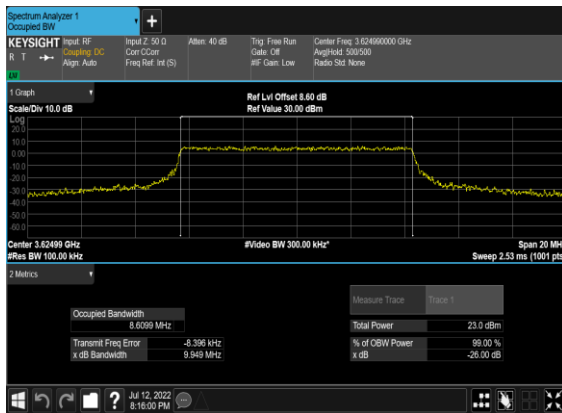 Spectrum Analyzer 1
Occupied BW
KEYSIGHT
R T
Input: RF
Coupling: DC
Align: Auto
Input Z: 50 Ω
Corr CCorr
Freq Ref: Int (S)
Atten: 40 dB
Trig: Free Run
Gate: Off
#IF Gain: Low
Center Freq: 3.624990000 GHz
Avg|Hold: 500/500
Radio Std: None
1 Graph
Scale/Div 10.0 dB
Ref Lvl Offset 8.60 dB
Ref Value 30.00 dBm
Log
20.0
10.0
0.00
-10.0
-20.0
-30.0
-40.0
-50.0
-60.0
Center 3.62499 GHz
#Res BW 100.00 kHz
#Video BW 300.00 kHz*
Span 20 MH
Sweep 2.53 ms (1001 pts
2 Metrics
Measure Trace
Trace 1
Occupied Bandwidth
8.6099 MHz
Total Power
23.0 dBm
Transmit Freq Error
-8.396 kHz
% of OBW Power
99.00 %
x dB Bandwidth
9.949 MHz
x dB
-26.00 dB
?
Jul 12, 2022
8:16:00 PM